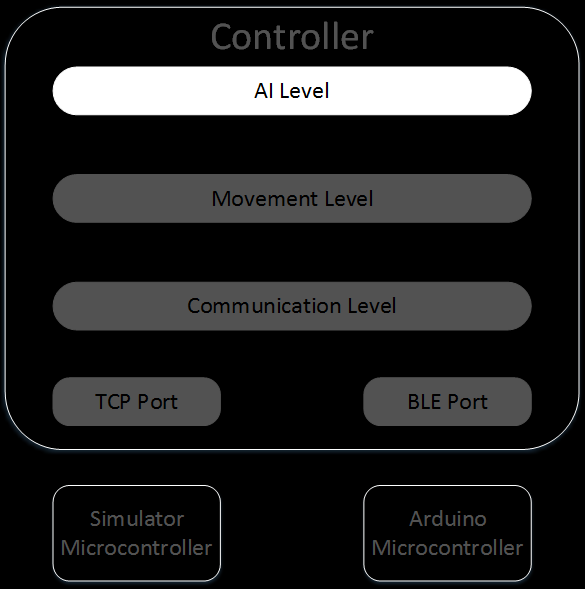 Controller
AI Level
Movement Level
Communication Level
TCP Port
BLE Port
Simulator
Microcontroller
Arduino
Microcontroller